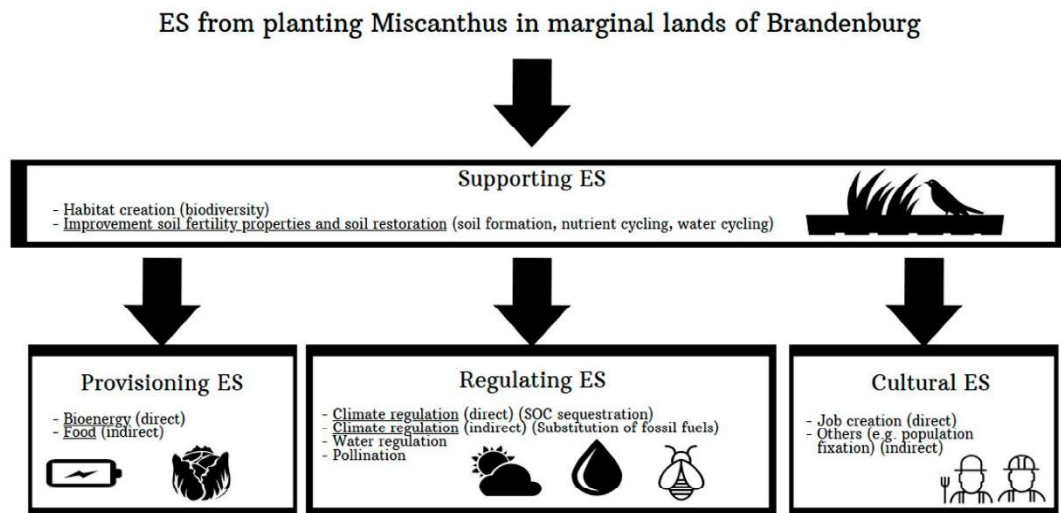 ES from planting Miscanthus in marginal lands of Brandenburg
Supporting ES
- Habitat creation (biodiversity)
- Improvement soil fertility properties and soil restoration (soil formation, nutrient cycling, water cycling)
Provisioning ES
- Bioenergy (direct)
- Food (indirect)
Regulating ES
- Climate regulation (direct) (SOC sequestration)
- Climate regulation (indirect) (Substitution of fossil fuels)
- Water regulation
- Pollination
Cultural ES
- Job creation (direct)
- Others (e.g. population
fixation) (indirect)